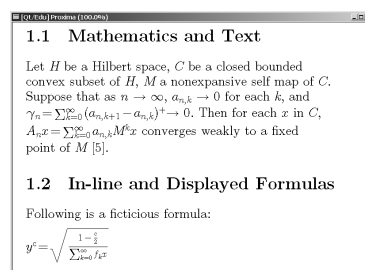 [Qt/Edu] Proxima (100.0%)
1.1 Mathematics and Text
Let H be a Hilbert space, C be a closed bounded
convex subset of H, M a nonexpansive self map of C.
Suppose that as n → ∞, a_{n,k} → 0 for each k, and
γ_n = ∑_{k=0}^{∞} (a_{n,k+1} − a_{n,k})^+ → 0. Then for each x in C,
A_n x = ∑_{k=0}^{∞} a_{n,k} M^k x converges weakly to a fixed
point of M [5].
1.2 In-line and Displayed Formulas
Following is a ficticious formula:
y^c = √((1 − c/2) / (∑_{k=0}^{∞} f_k x))